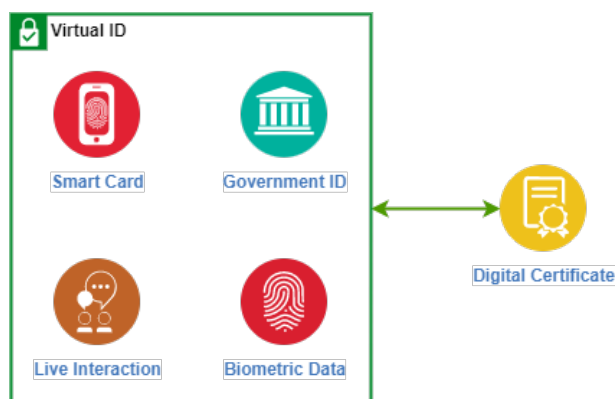 Virtual ID
Smart Card
Government ID
Digital Certificate
Live Interaction
Biometric Data